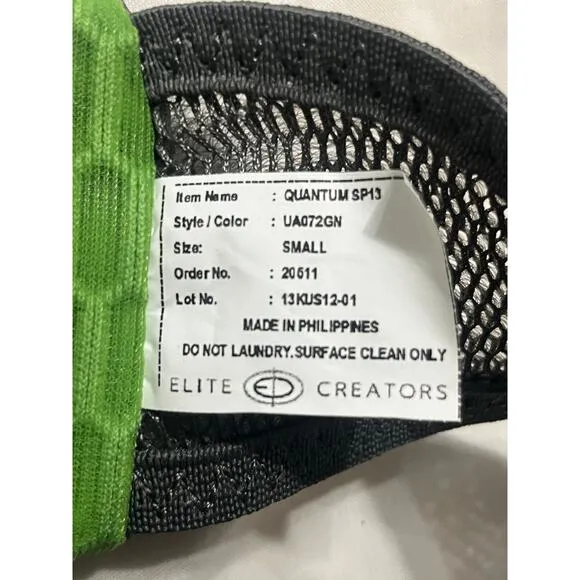 Item Name : QUANTUM SP13
Style / Color : UA072GN
Size: SMALL
Order No. : 20511
Lot No. : 13KUS12-01
MADE IN PHILIPPINES
DO NOT LAUNDRY.SURFACE CLEAN ONLY
ELITE EP CREATORS